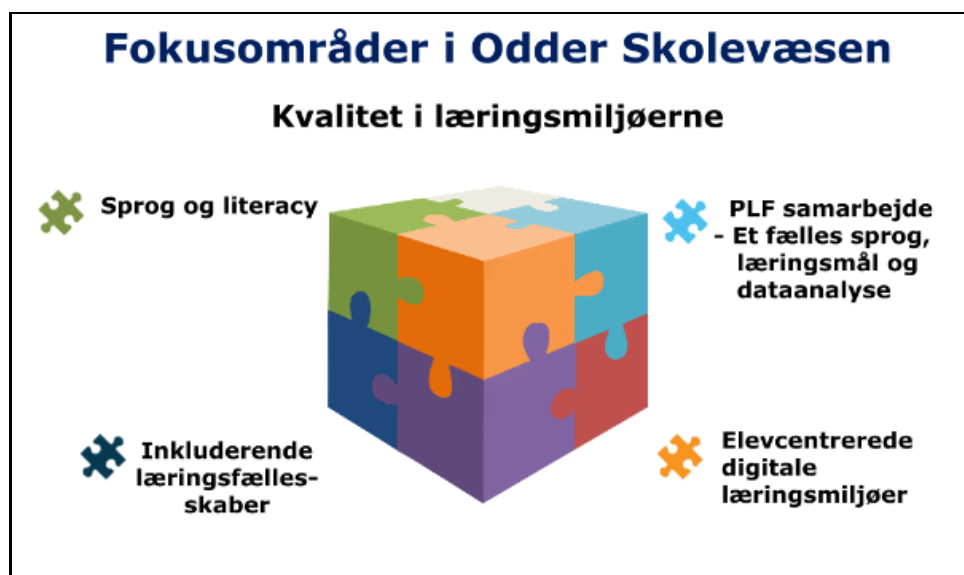 Fokusområder i Odder Skolevæsen
Kvalitet i læringsmiljøerne
Sprog og literacy
PLF samarbejde
- Et fælles sprog,
læringsmål og
dataanalyse
Inkluderende
læringsfælles-
skaber
Elevcentrerede
digitale
læringsmiljøer